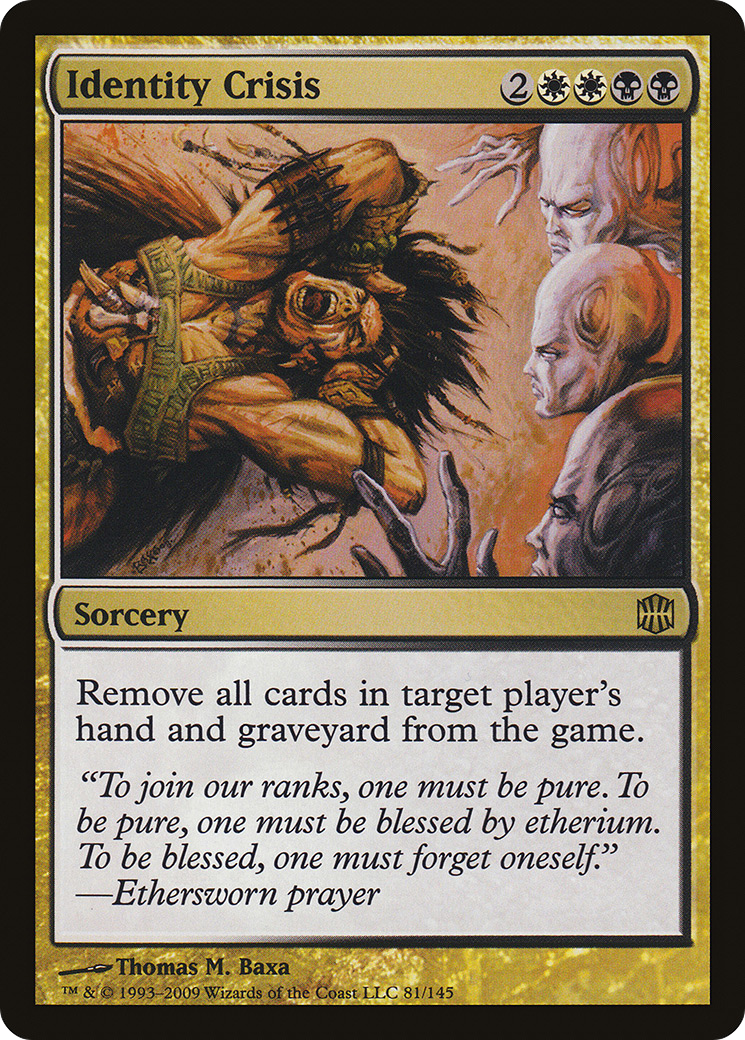 Identity Crisis 2
Sorcery
Remove all cards in target player's
hand and graveyard from the game.
“To join our ranks, one must be pure. To
be pure, one must be blessed by etherium.
To be blessed, one must forget oneself.”
—Ethersworn prayer
Thomas M. Baxa
™ & © 1993–2009 Wizards of the Coast LLC 81/145